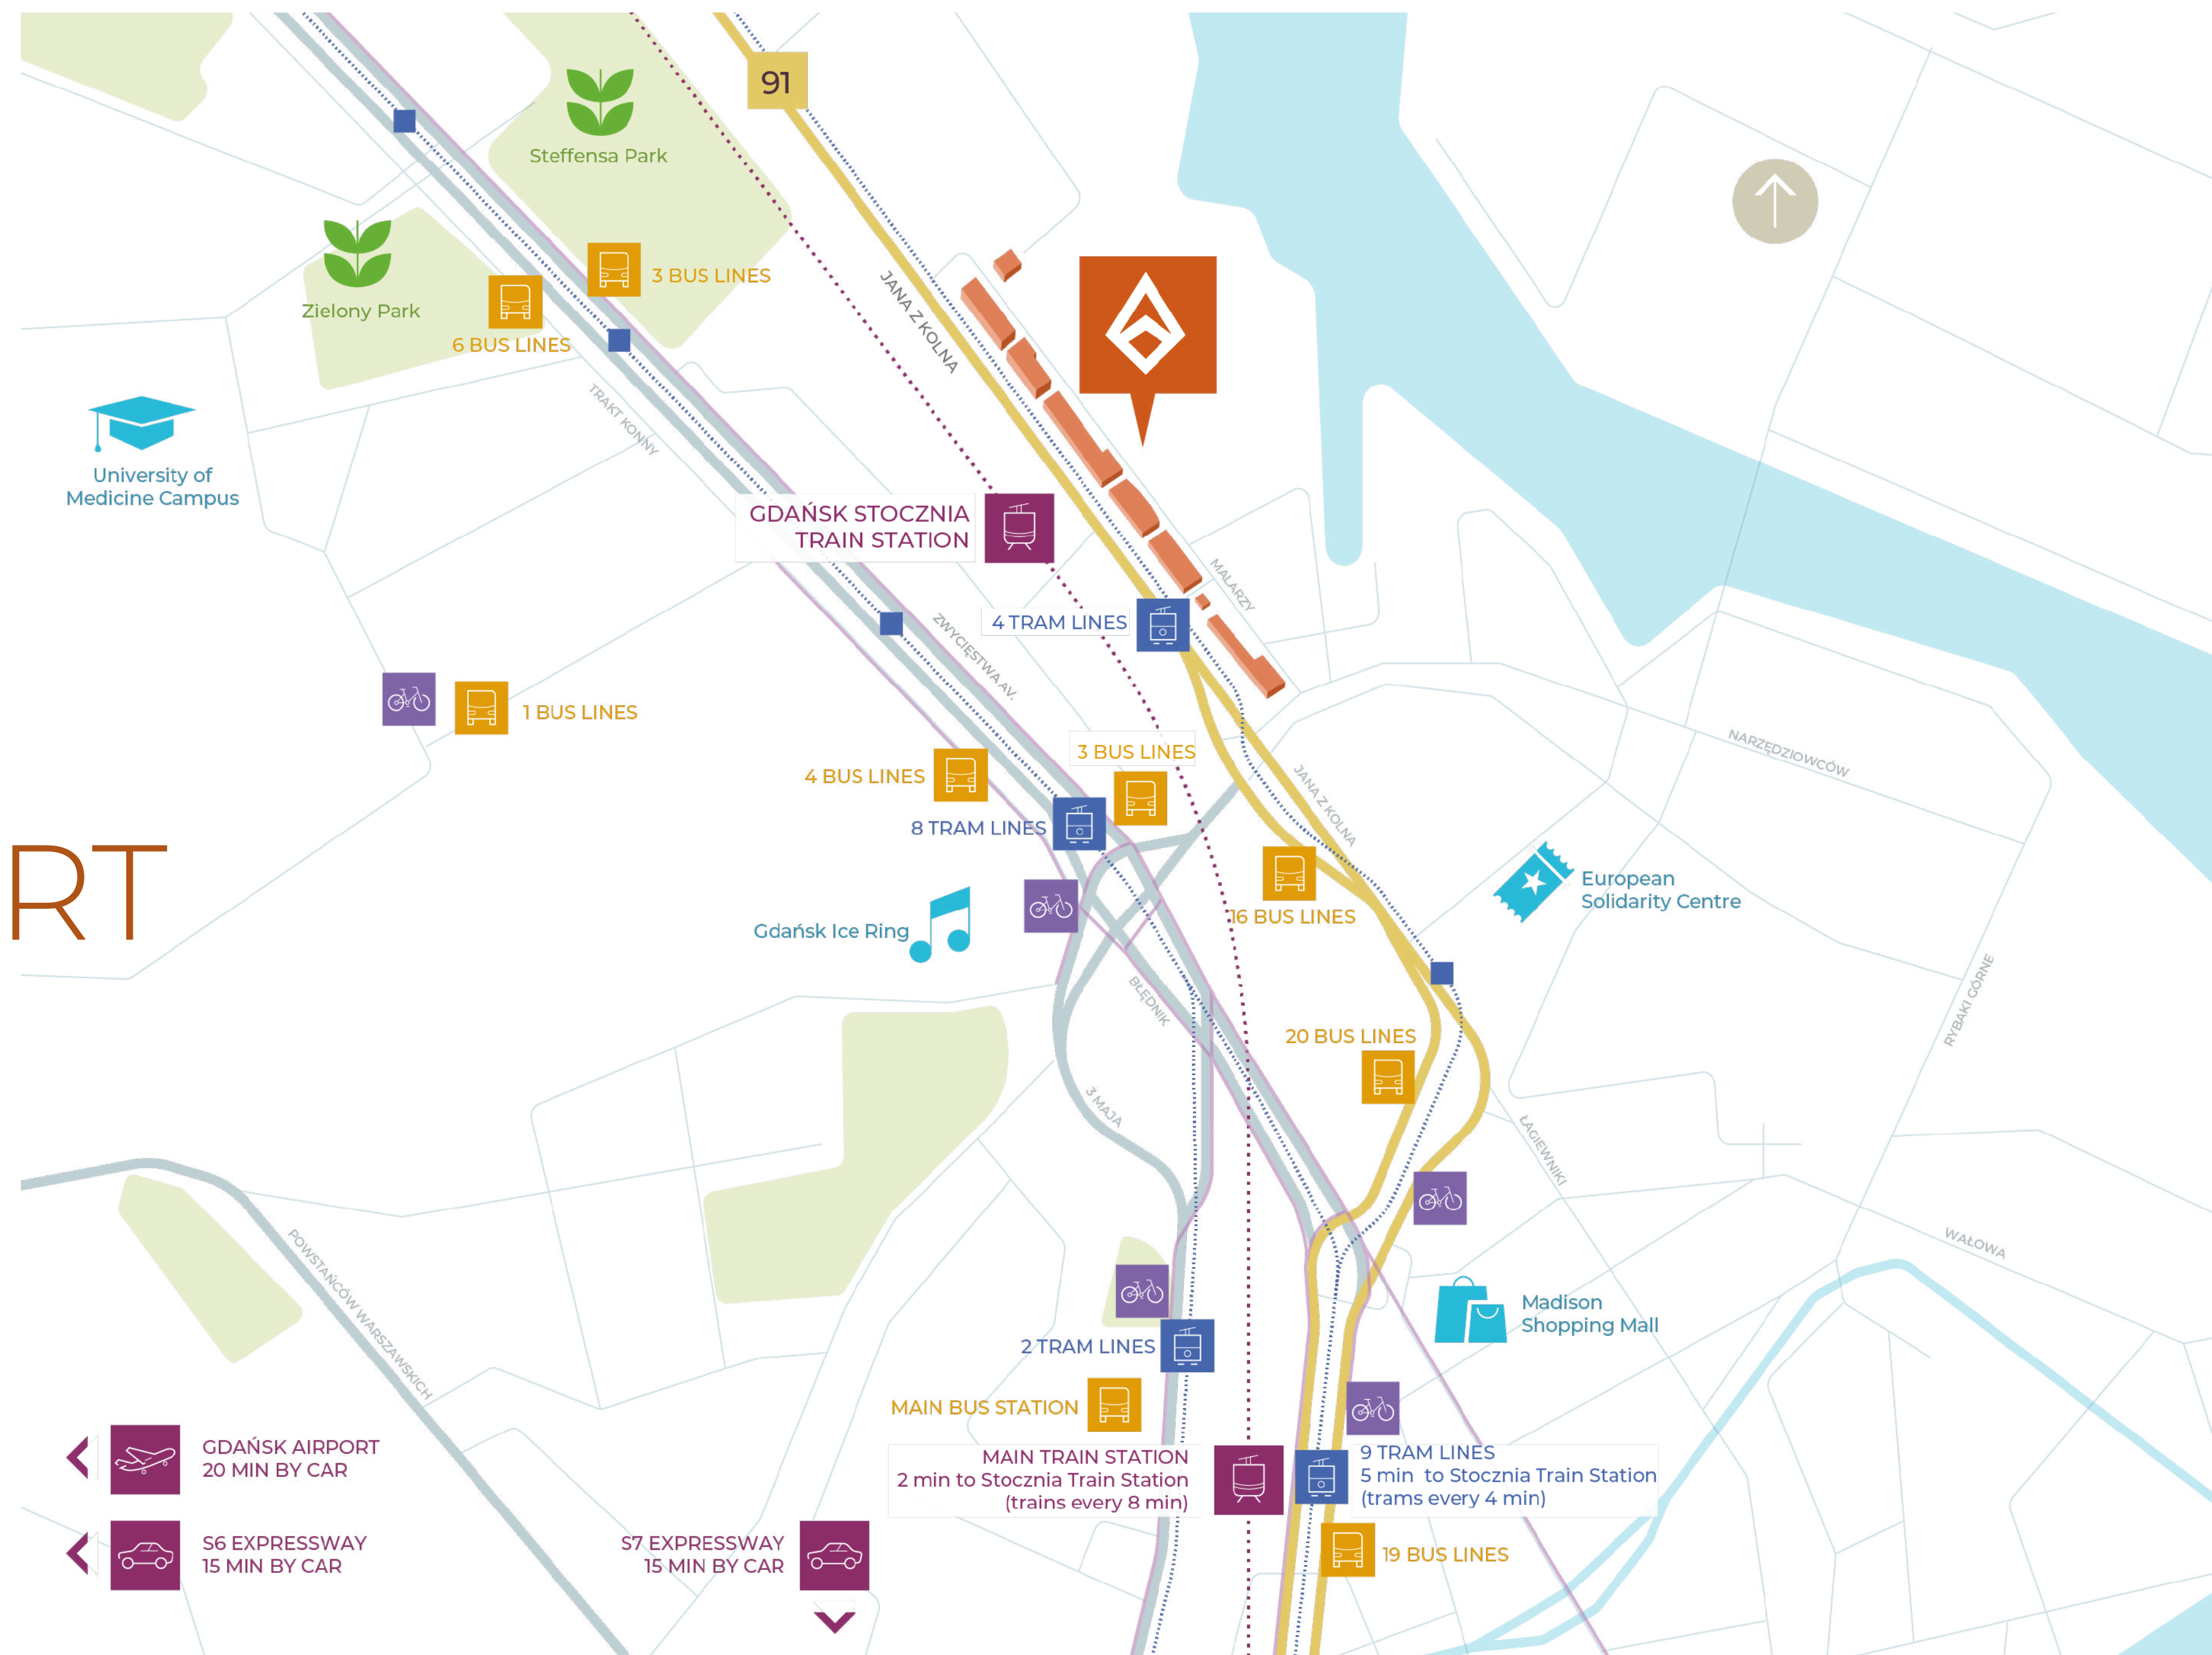 91
Steffensa Park
Zielony Park
3 BUS LINES
6 BUS LINES
JANA Z KOLNA
TRAKT KONNY
University of
Medicine Campus
GDAŃSK STOCZNIA
TRAIN STATION
MALARZY
4 TRAM LINES
ZWYCIĘSTWA AV.
1 BUS LINES
3 BUS LINES
4 BUS LINES
8 TRAM LINES
JANA Z KOLNA
NARZĘDZIOWCÓW
RT
European
Solidarity Centre
16 BUS LINES
Gdańsk Ice Ring
BŁĘDNIK
RYBAKI GÓRNE
20 BUS LINES
3 MAJA
ŁAGIEWNIKI
POWSTAŃCÓW WARSZAWSKICH
WAŁOWA
Madison
Shopping Mall
2 TRAM LINES
MAIN BUS STATION
MAIN TRAIN STATION
2 min to Stocznia Train Station
(trains every 8 min)
9 TRAM LINES
5 min to Stocznia Train Station
(trams every 4 min)
GDAŃSK AIRPORT
20 MIN BY CAR
S6 EXPRESSWAY
15 MIN BY CAR
S7 EXPRESSWAY
15 MIN BY CAR
19 BUS LINES